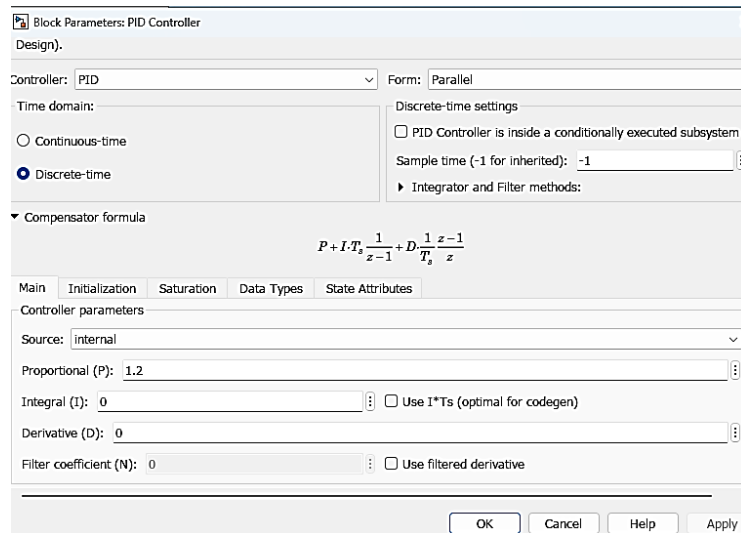 Block Parameters: PID Controller
Design).
Controller: PID
Form: Parallel
Time domain:
Continuous-time
Discrete-time
Discrete-time settings
PID Controller is inside a conditionally executed subsystem
Sample time (-1 for inherited): -1
Integrator and Filter methods:
Compensator formula
P+I·T_s 1/(z-1) + D·1/T_s (z-1)/z
Main Initialization Saturation Data Types State Attributes
Controller parameters
Source: internal
Proportional (P): 1.2
Integral (I): 0
Use I*Ts (optimal for codegen)
Derivative (D): 0
Filter coefficient (N): 0
Use filtered derivative
OK Cancel Help Apply